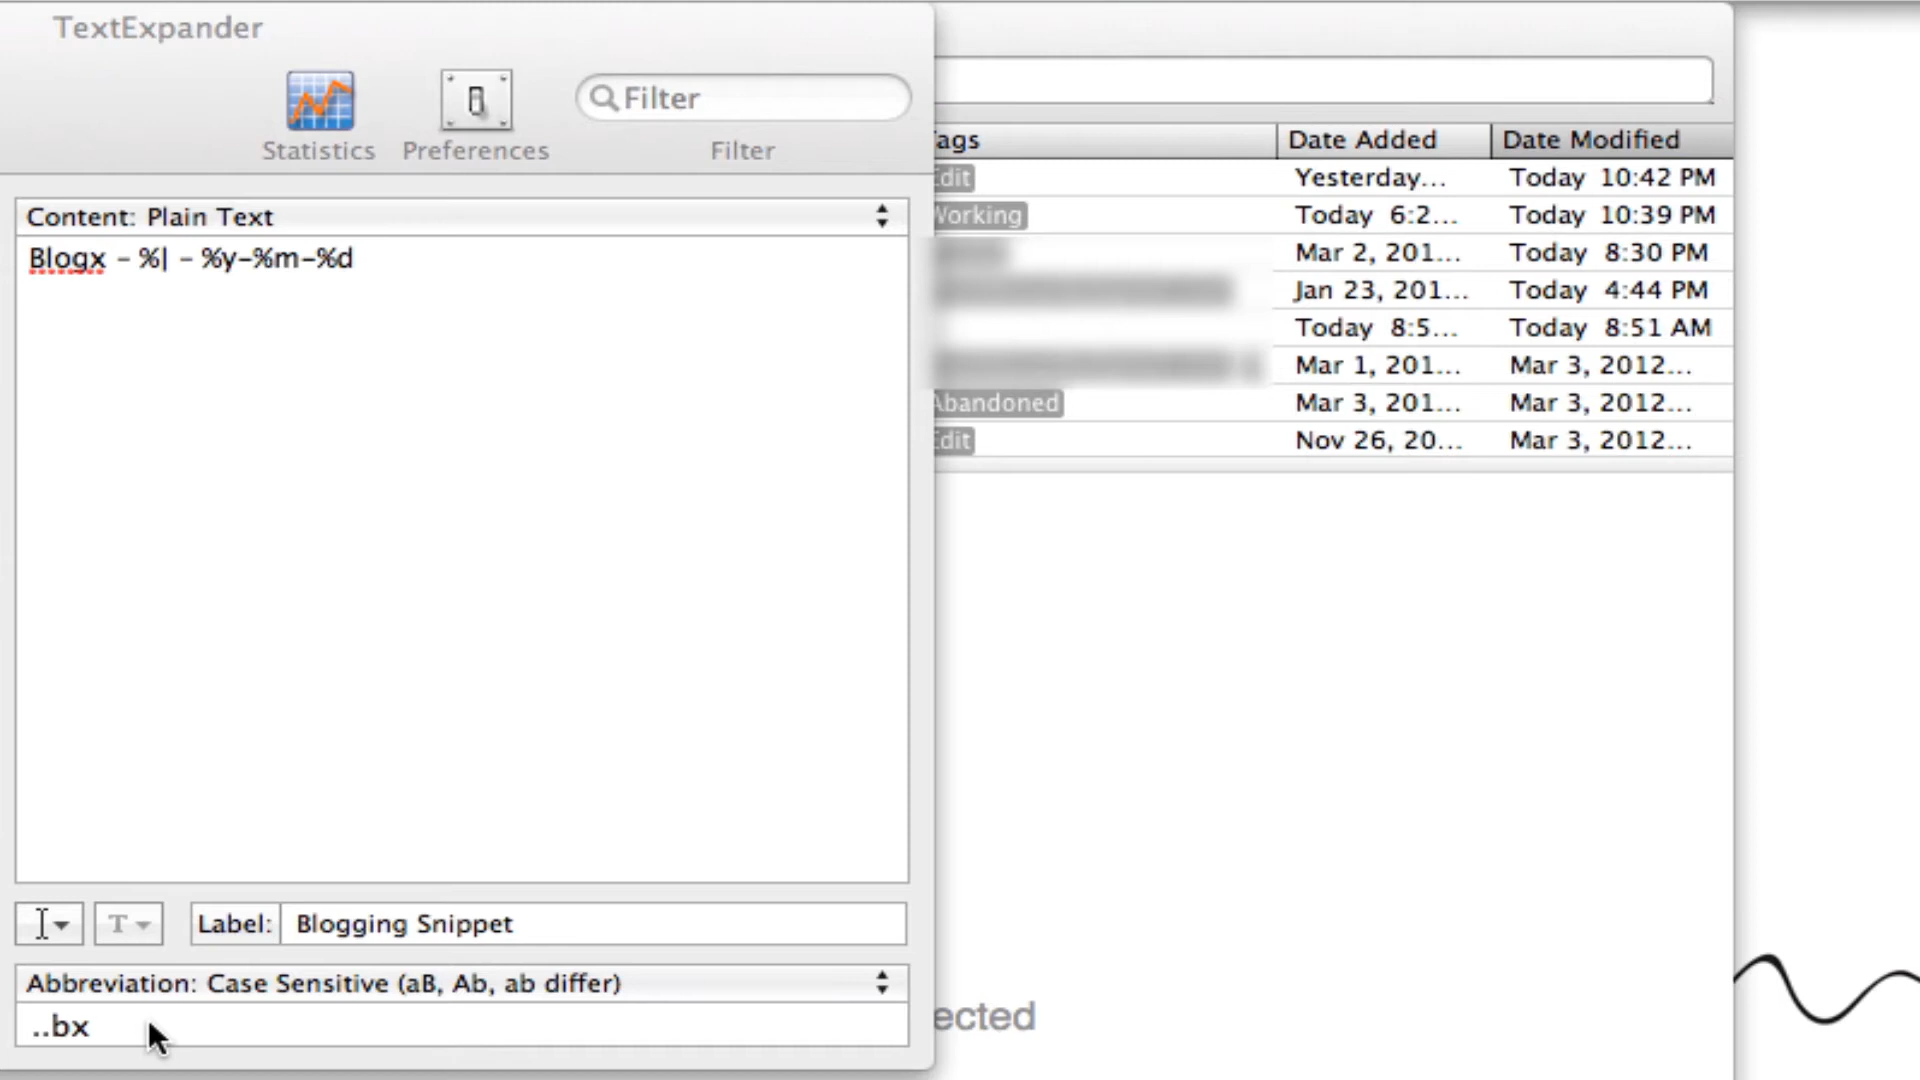 TextExpander
Filter
Statistics
Preferences
Filter
Content: Plain Text
Blogx - %| - %y-%m-%d
Label:
Blogging Snippet
Abbreviation: Case Sensitive (aB, Ab, ab differ)
..bx
ags Date Added Date Modified
Edit Yesterday... Today 10:42 PM
Working Today 6:2... Today 10:39 PM
Mar 2, 201... Today 8:30 PM
Jan 23, 201... Today 4:44 PM
Today 8:5... Today 8:51 AM
Mar 1, 201... Mar 3, 2012...
Abandoned Mar 3, 201... Mar 3, 2012...
Edit Nov 26, 20... Mar 3, 2012...
ected